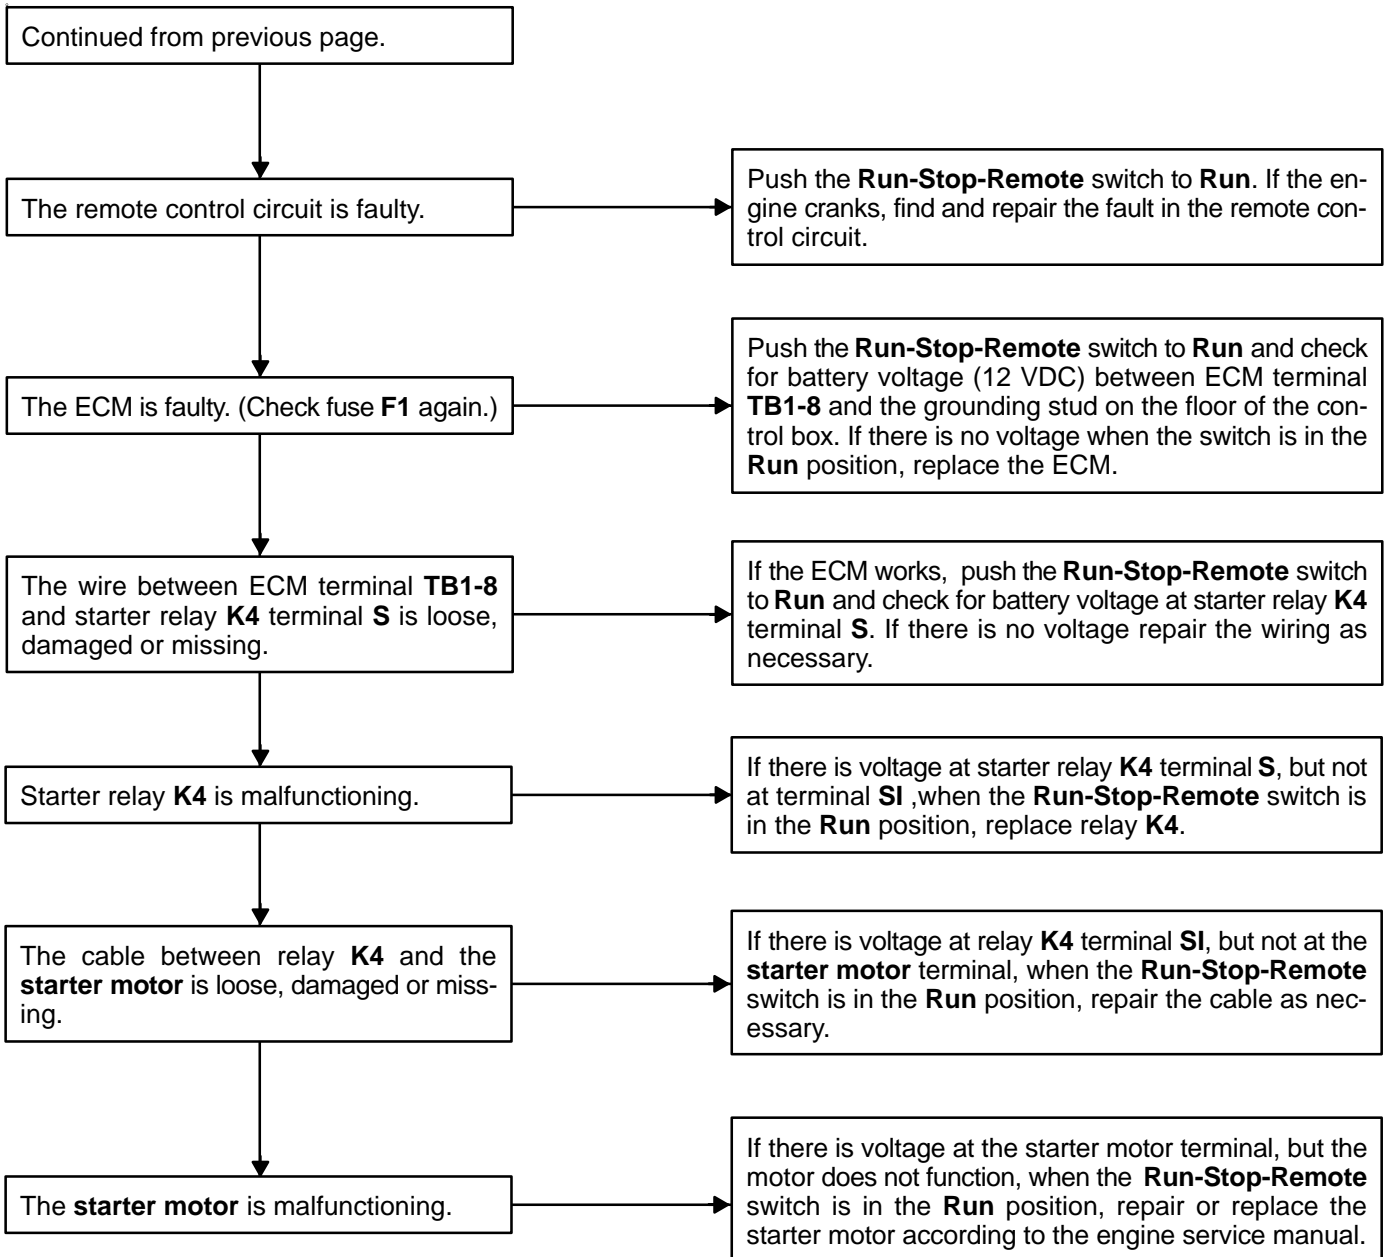 Continued from previous page.
The remote control circuit is faulty.
Push the Run-Stop-Remote switch to Run. If the en-
gine cranks, find and repair the fault in the remote con-
trol circuit.
The ECM is faulty. (Check fuse F1 again.)
Push the Run-Stop-Remote switch to Run and check
for battery voltage (12 VDC) between ECM terminal
TB1-8 and the grounding stud on the floor of the con-
trol box. If there is no voltage when the switch is in the
Run position, replace the ECM.
The wire between ECM terminal TB1-8
and starter relay K4 terminal S is loose,
damaged or missing.
If the ECM works, push the Run-Stop-Remote switch
to Run and check for battery voltage at starter relay K4
terminal S. If there is no voltage repair the wiring as
necessary.
Starter relay K4 is malfunctioning.
If there is voltage at starter relay K4 terminal S, but not
at terminal SI ,when the Run-Stop-Remote switch is
in the Run position, replace relay K4.
The cable between relay K4 and the
starter motor is loose, damaged or miss-
ing.
If there is voltage at relay K4 terminal SI, but not at the
starter motor terminal, when the Run-Stop-Remote
switch is in the Run position, repair the cable as nec-
essary.
The starter motor is malfunctioning.
If there is voltage at the starter motor terminal, but the
motor does not function, when the Run-Stop-Remote
switch is in the Run position, repair or replace the
starter motor according to the engine service manual.